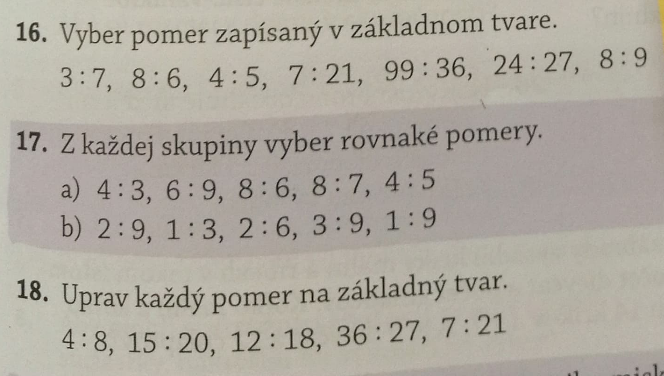 16. Vyber pomer zapísaný v základnom tvare.
3 : 7, 8 : 6, 4 : 5, 7 : 21, 99 : 36, 24 : 27, 8 : 9
17. Z každej skupiny vyber rovnaké pomery.
a) 4 : 3, 6 : 9, 8 : 6, 8 : 7, 4 : 5
b) 2 : 9, 1 : 3, 2 : 6, 3 : 9, 1 : 9
18. Uprav každý pomer na základný tvar.
4 : 8, 15 : 20, 12 : 18, 36 : 27, 7 : 21